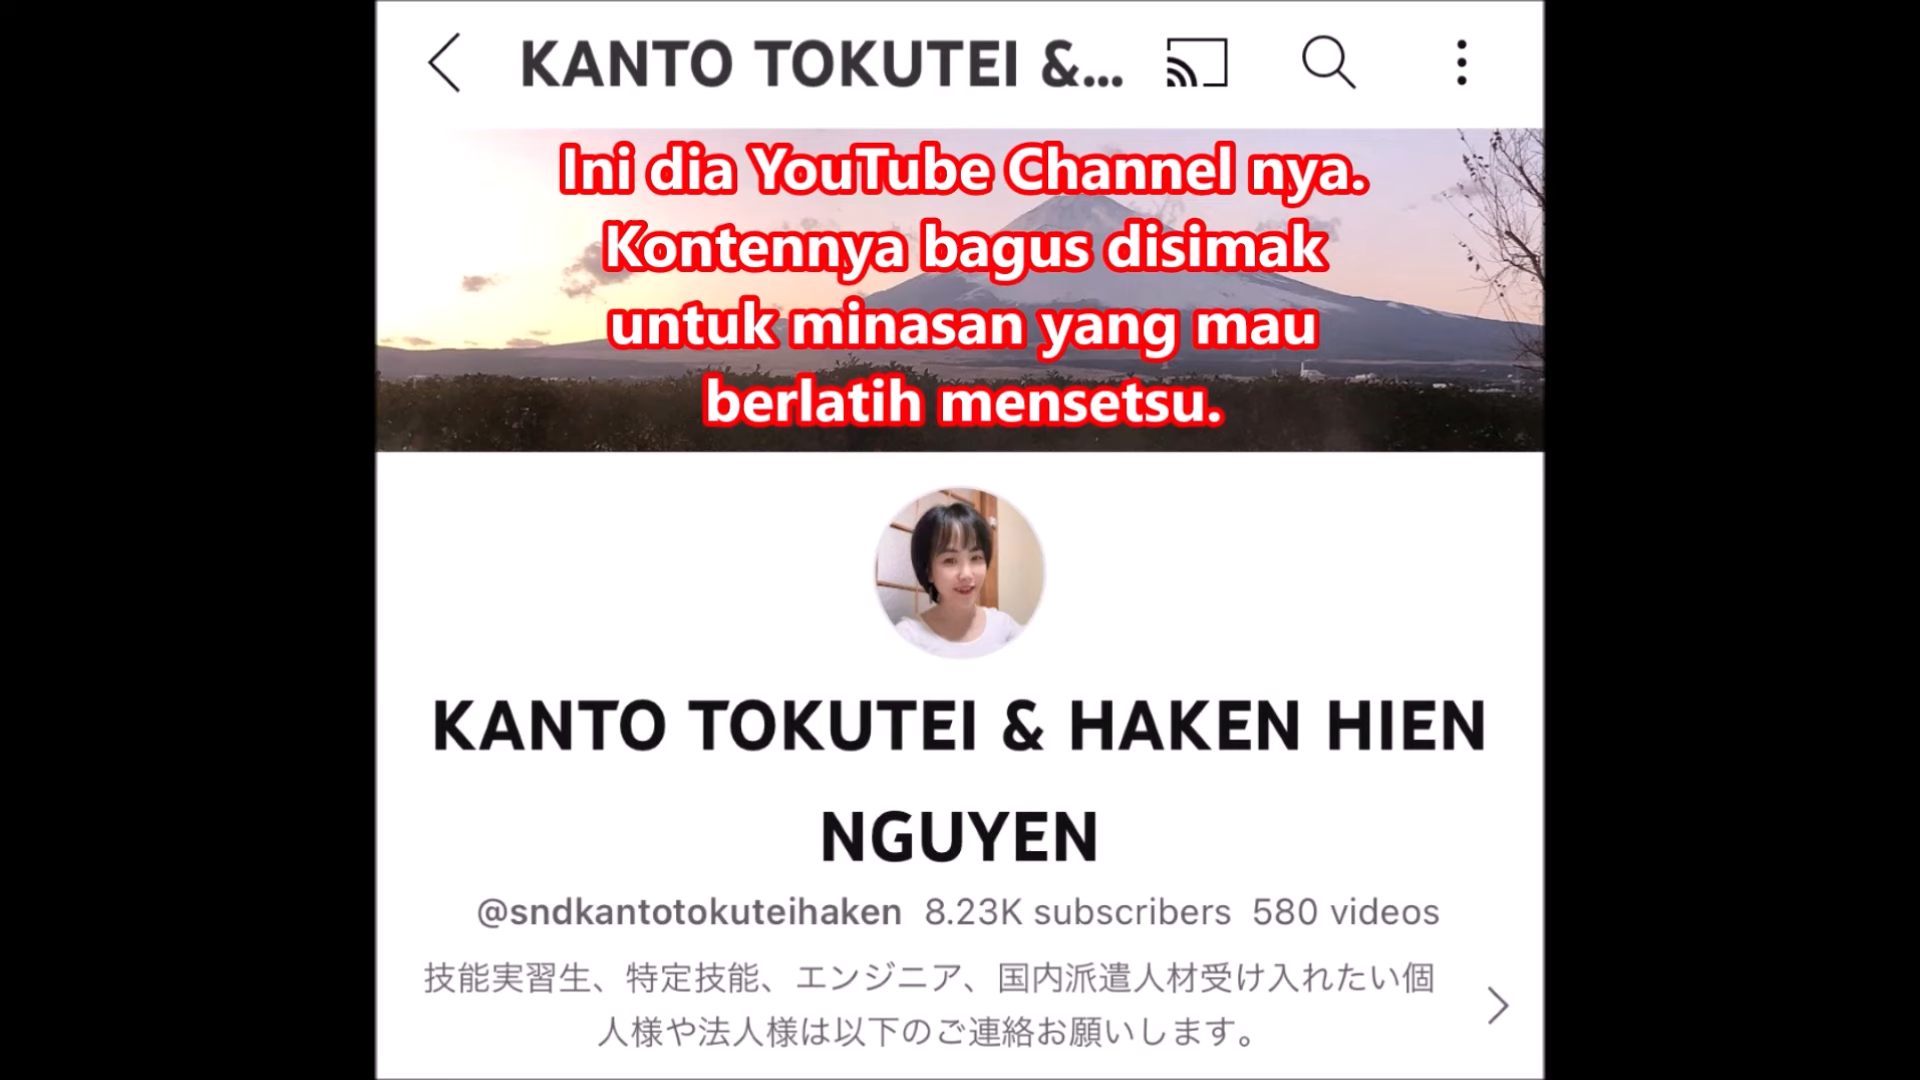 KANTO TOKUTEI &...
Ini dia YouTube Channel nya.
Kontennya bagus disimak
untuk minasan yang mau
berlatih mensetsu.
KANTO TOKUTEI & HAKEN HIEN
NGUYEN
@sndkantotokuteihaken 8.23K subscribers 580 videos
技能実習生、特定技能、エンジニア、国内派遣人材受け入れたい個
人様や法人様は以下のご連絡お願いします。